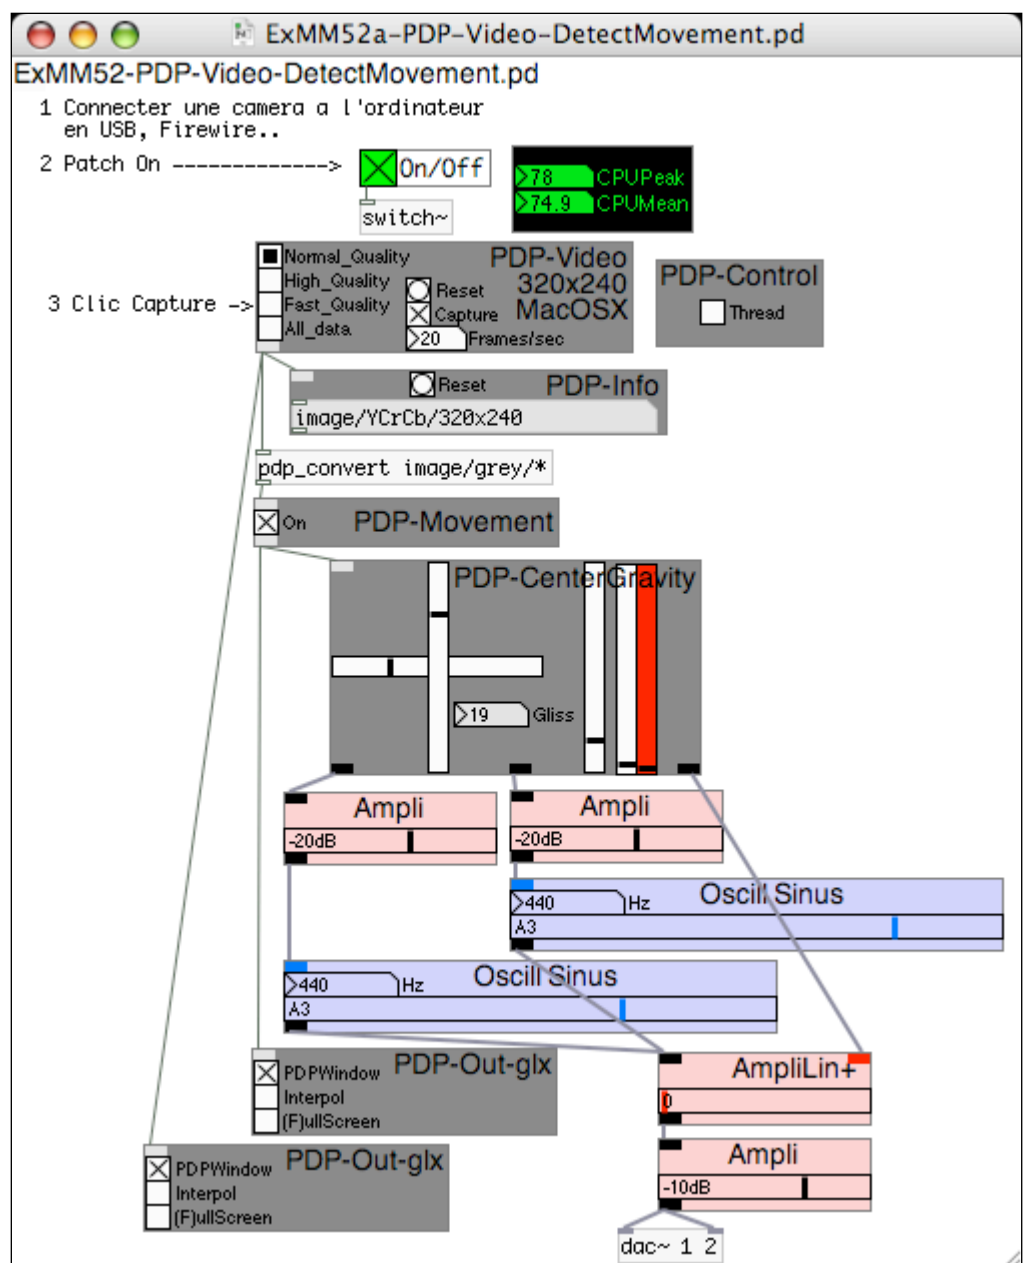 ExMM52a-PDP-Video-DetectMovement.pd
ExMM52-PDP-Video-DetectMovement.pd
1 Connecter une camera a l'ordinateur
en USB, Firewire..
2 Patch On -------------> On/Off
switch~
>78 CPUPeak
>74.9 CPUMean
PDP-Video
320x240
MacOSX
Normal_Quality
High_Quality
Fast_Quality
All_data
Reset
Capture
>20 Frames/sec
3 Clic Capture ->
PDP-Control
Thread
Reset PDP-Info
image/YCrCb/320x240
pdp_convert image/grey/*
On PDP-Movement
PDP-CenterGravity
>19 Gliss
Ampli
-20dB
Ampli
-20dB
Oscill Sinus
>440 Hz
A3
Oscill Sinus
>440 Hz
A3
PDP-Out-glx
PDPWindow
Interpol
(F)ullScreen
AmpliLin+
0
PDP-Out-glx
PDPWindow
Interpol
(F)ullScreen
Ampli
-10dB
dac~ 1 2